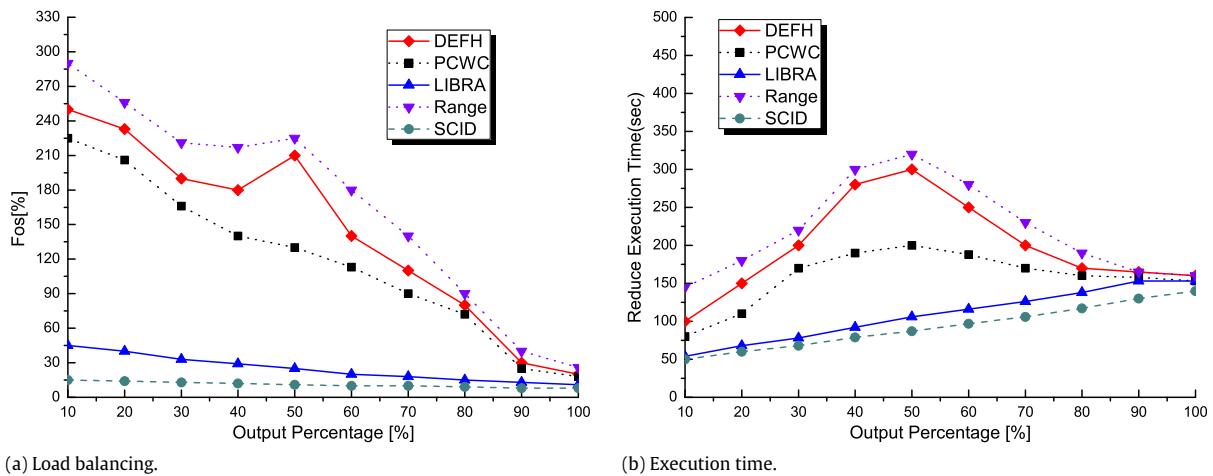 360
330
300
270
240
210
180
150
120
90
60
30
0
Fos[%]
DEFH
PCWC
LIBRA
Range
SCID
10 20 30 40 50 60 70 80 90 100
Output Percentage [%]
(a) Load balancing.
500
450
400
350
300
250
200
150
100
50
0
Reduce Execution Time(sec)
DEFH
PCWC
LIBRA
Range
SCID
10 20 30 40 50 60 70 80 90 100
Output Percentage [%]
(b) Execution time.